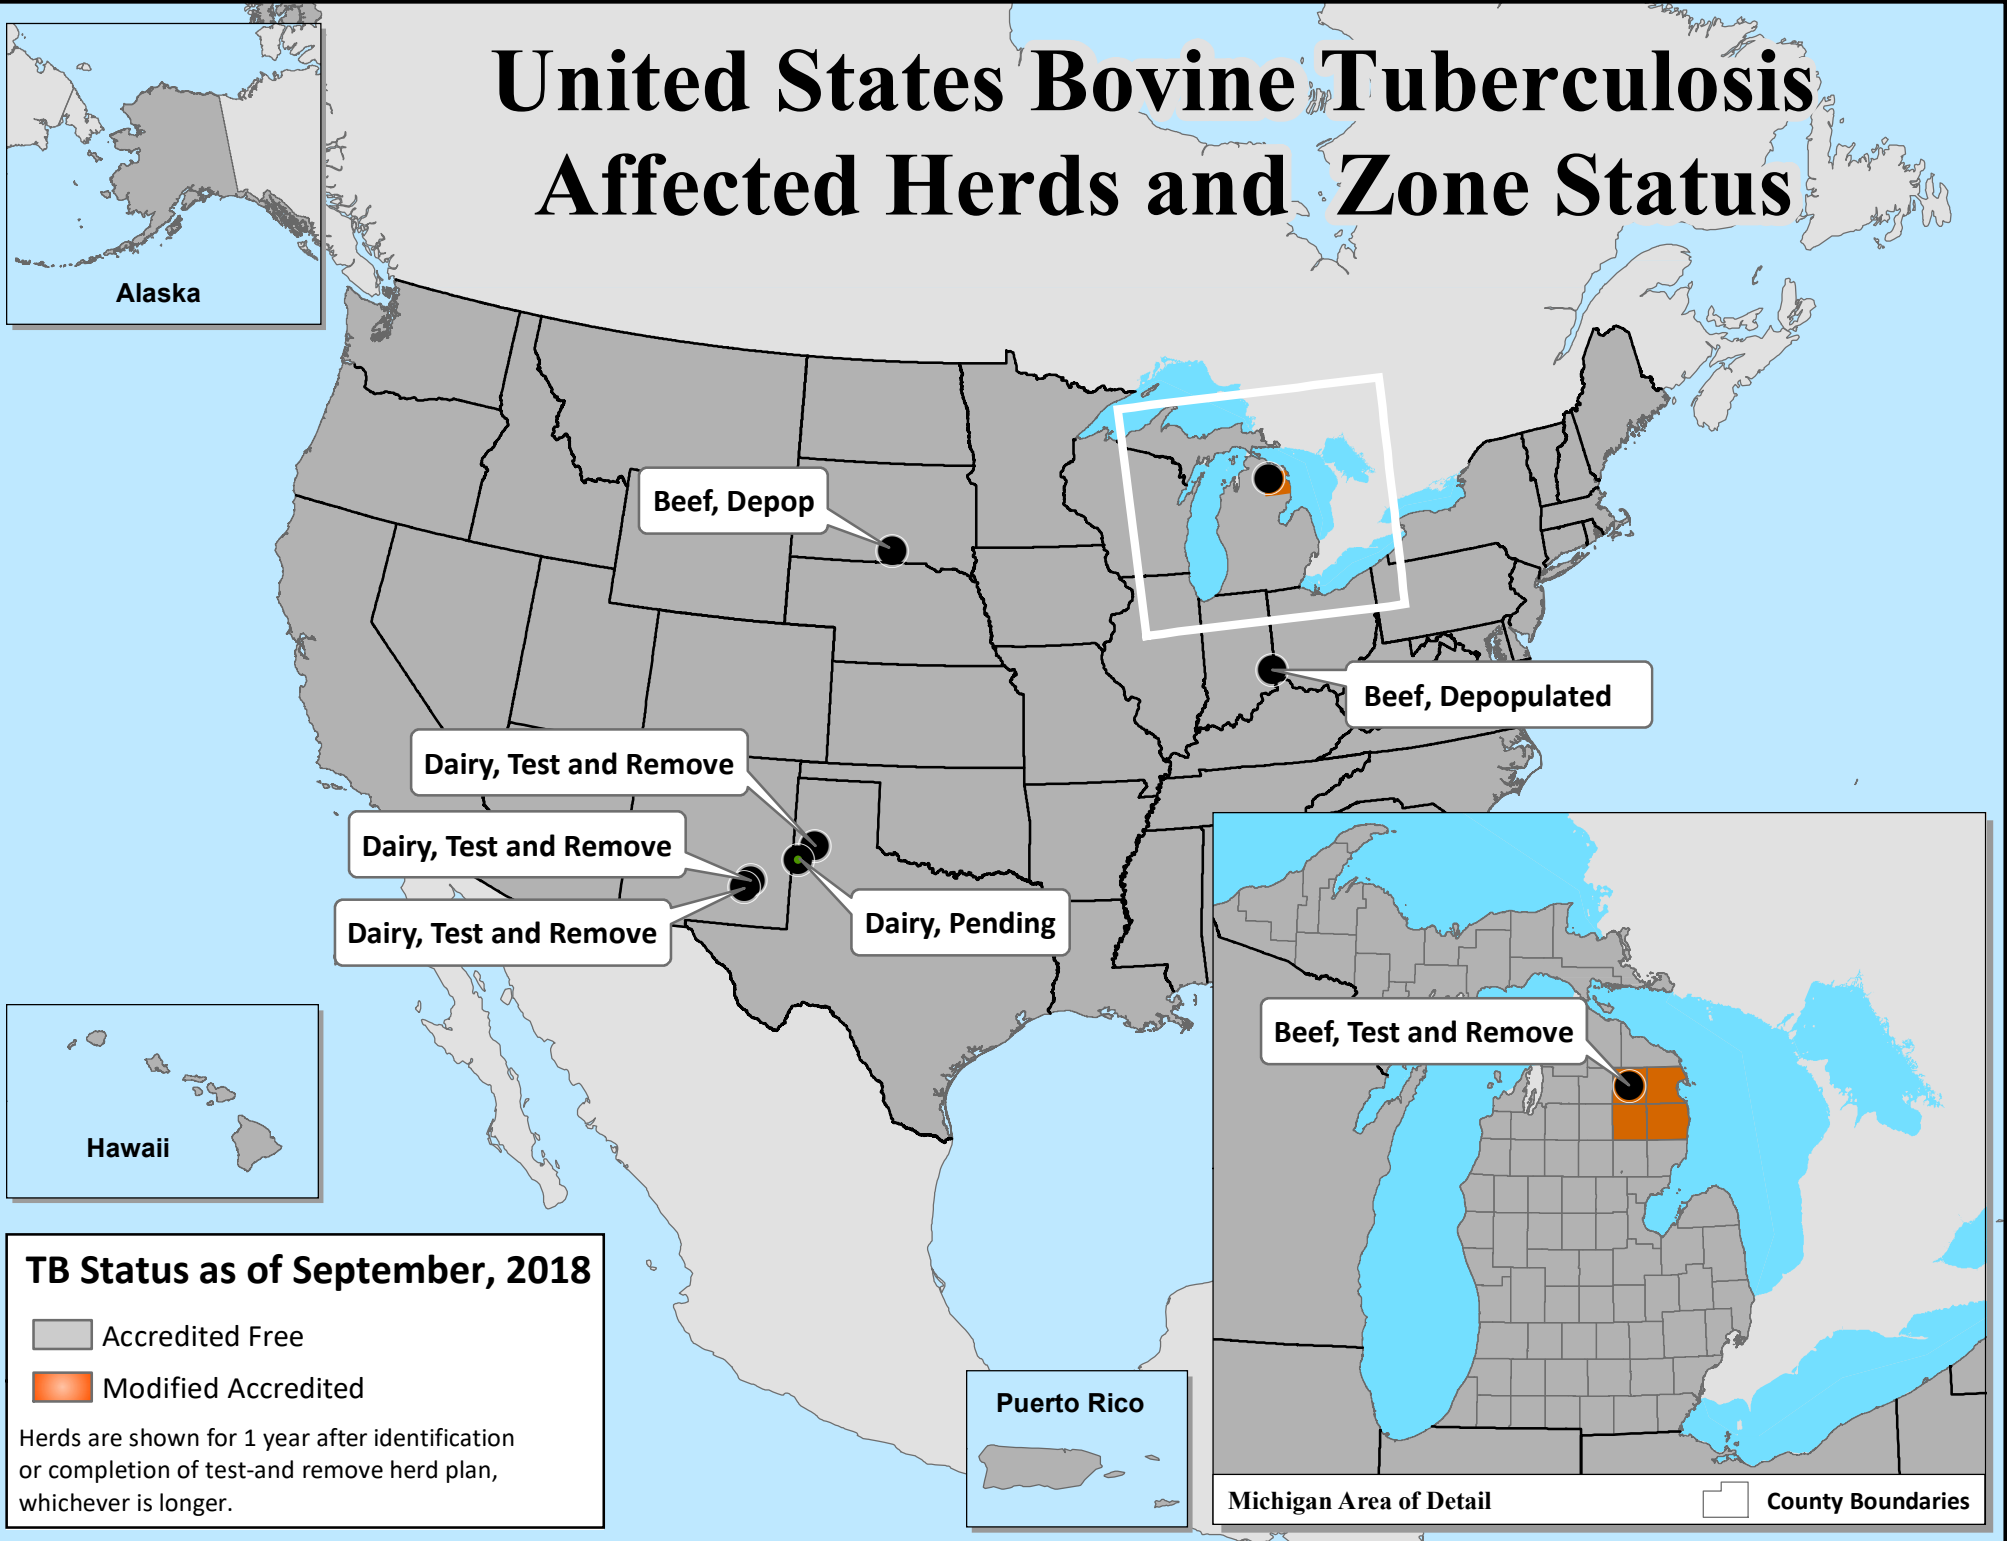 United States Bovine Tuberculosis
Affected Herds and Zone Status
Alaska
Beef, Depop
Beef, Depopulated
Dairy, Test and Remove
Dairy, Test and Remove
Dairy, Test and Remove
Dairy, Pending
Beef, Test and Remove
Hawaii
TB Status as of September, 2018
Accredited Free
Modified Accredited
Herds are shown for 1 year after identification
or completion of test-and remove herd plan,
whichever is longer.
Puerto Rico
Michigan Area of Detail
County Boundaries